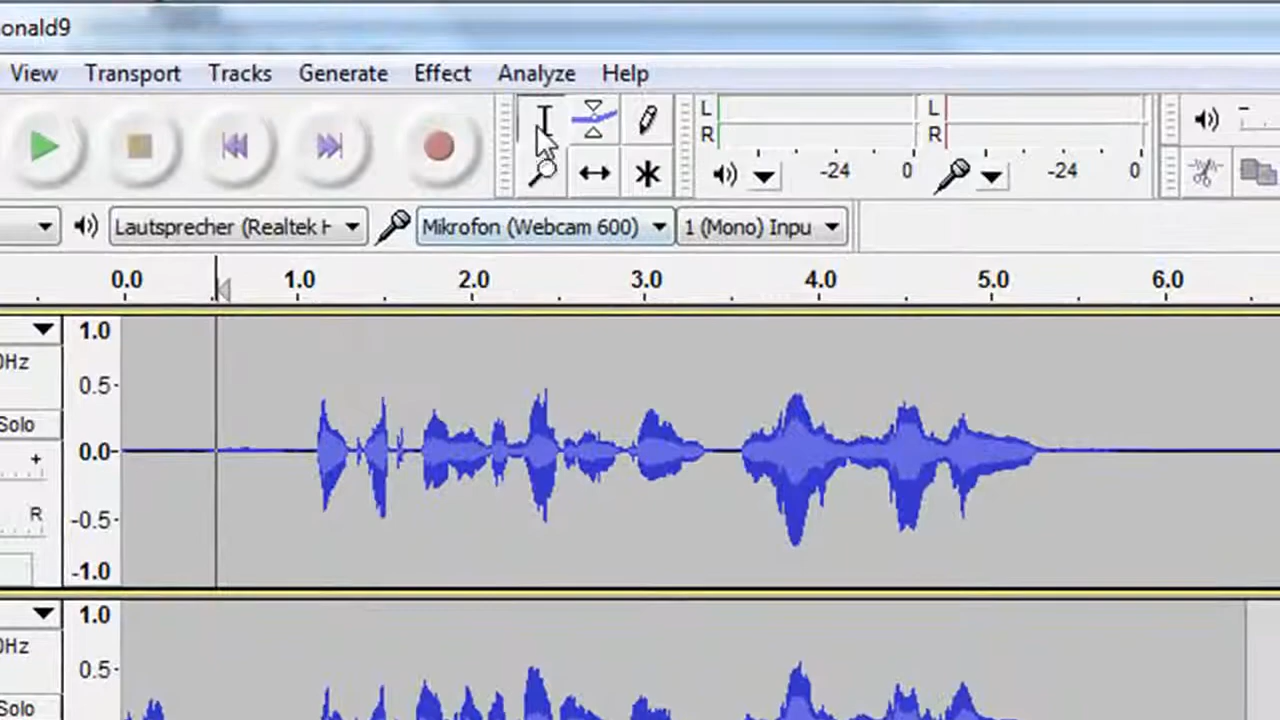 onald9
View Transport Tracks Generate Effect Analyze Help
L L
R R
-24 0 -24 0
Lautsprecher (Realtek H Mikrofon (Webcam 600) 1 (Mono) Inpu
0.0 1.0 2.0 3.0 4.0 5.0 6.0
1.0
0Hz
0.5
Solo
0.0
R
-0.5
-1.0
1.0
0Hz
0.5
Solo